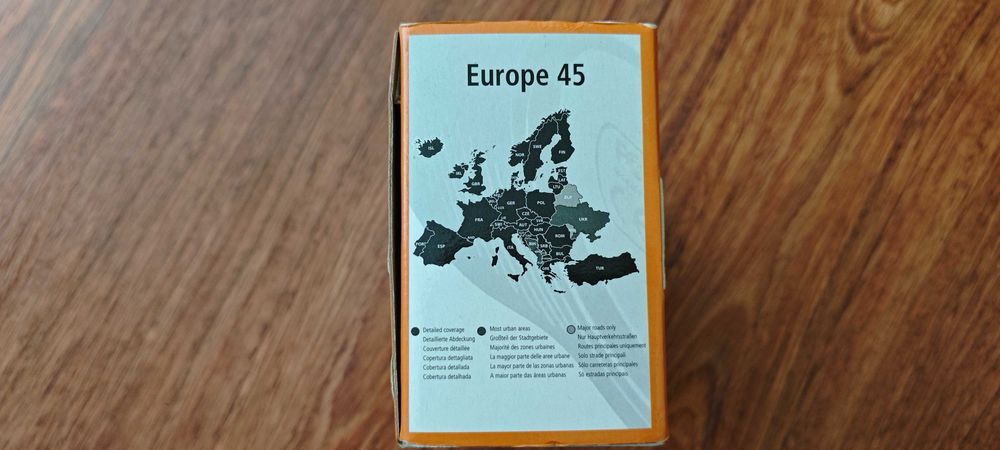 Europe 45
ISL
NOR
SWE
FIN
LTU
BLR
GER
POL
UKR
FRA
CZE
AUT
HUN
ROM
PORT
ESP
AND
ITA
SRB
BUL
TUR
Detailed coverage
Detaillierte Abdeckung
Couverture détaillée
Copertura dettagliata
Cobertura detallada
Cobertura detalhada
Most urban areas
Großteil der Stadtgebiete
Majorité des zones urbaines
La maggior parte delle aree urbane
La mayor parte de las zonas urbanas
A maior parte das áreas urbanas
Major roads only
Nur Hauptverkehrsstraßen
Routes principales uniquement
Solo strade principali
Sólo carreteras principales
Só estradas principais